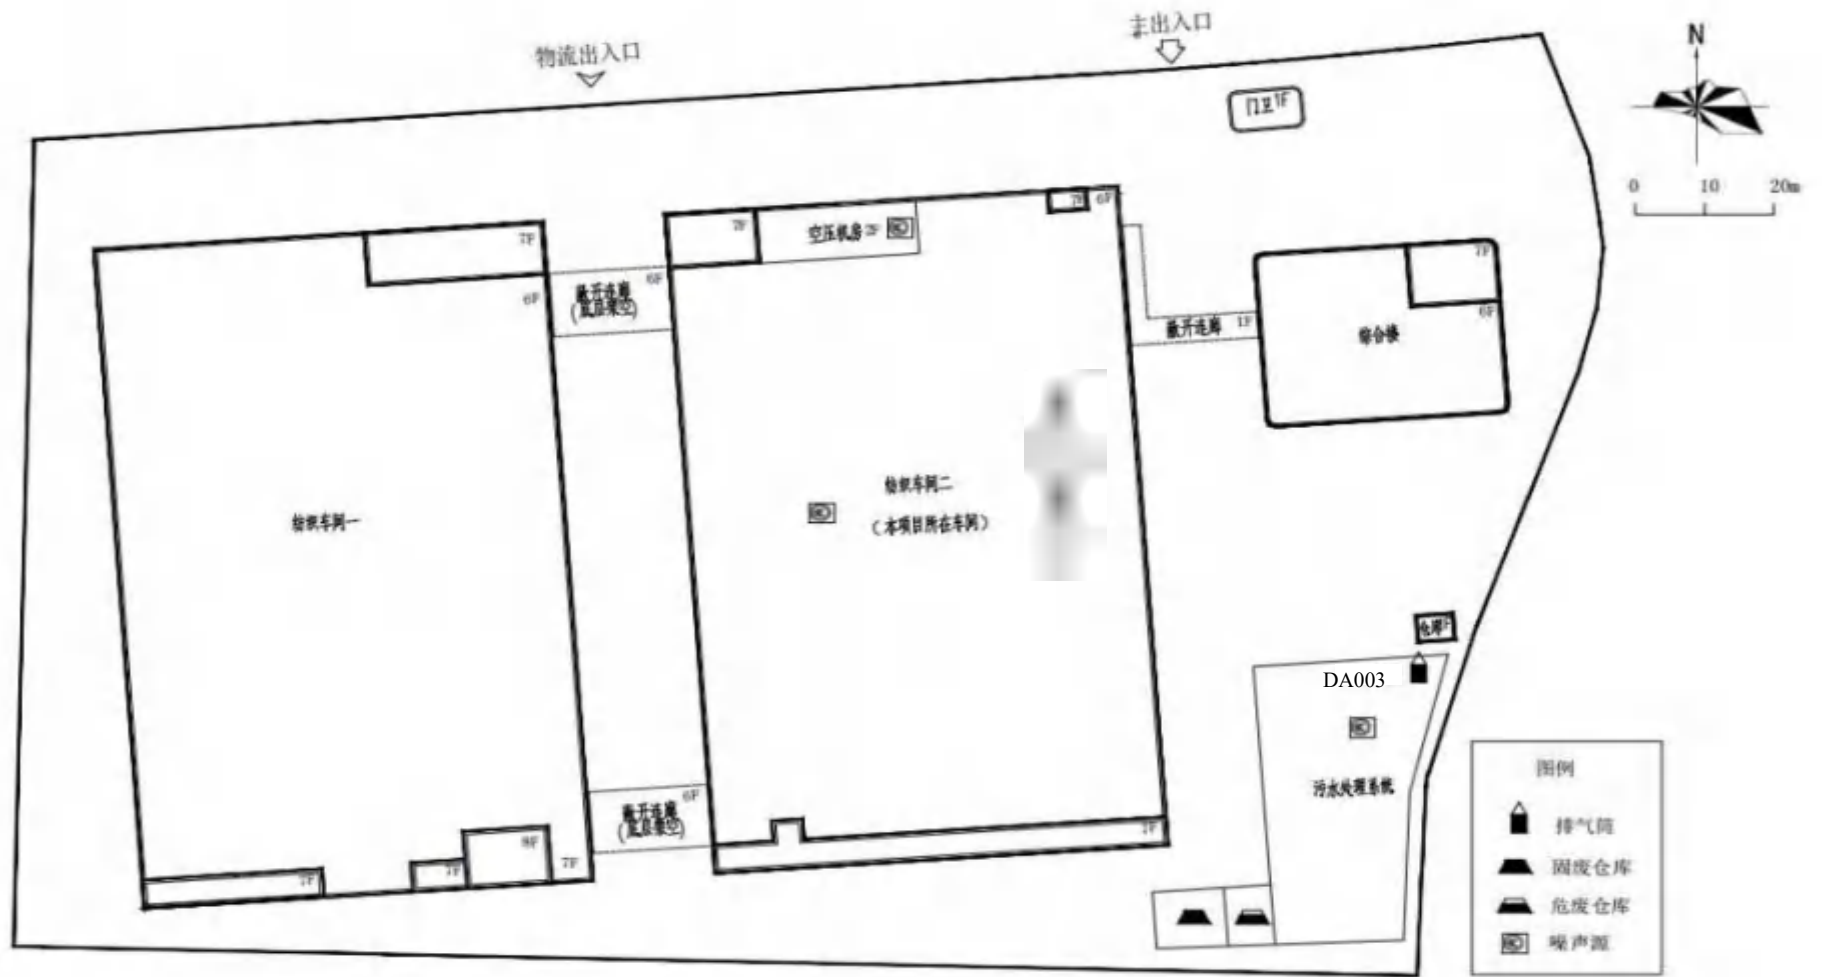 主出入口
物流出入口
N
门卫1F
0 10 20m
7F
6F
7F
空压机房 2F
7F
6F
6F
敞开连廊
(底层架空)
6F
敞开连廊 1F
7F
6F
综合楼
纺织车间一
纺织车间二
(本项目所在车间)
DA003
污水处理系统
6F
敞开连廊
(底层架空)
8F
7F
7F
7F
图例
排气筒
固废仓库
危废仓库
噪声源